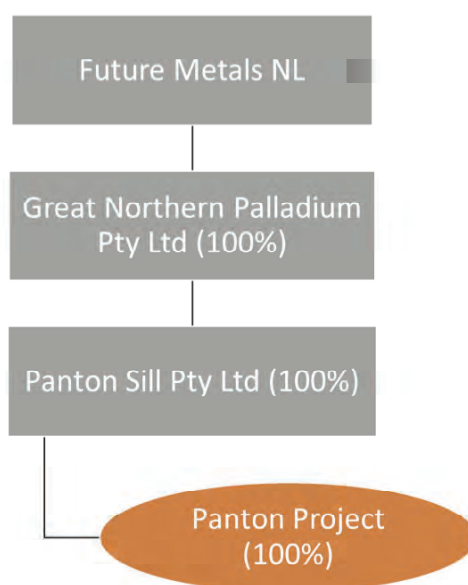 Future Metals NL
Great Northern Palladium
Pty Ltd (100%)
Panton Sill Pty Ltd (100%)
Panton Project
(100%)